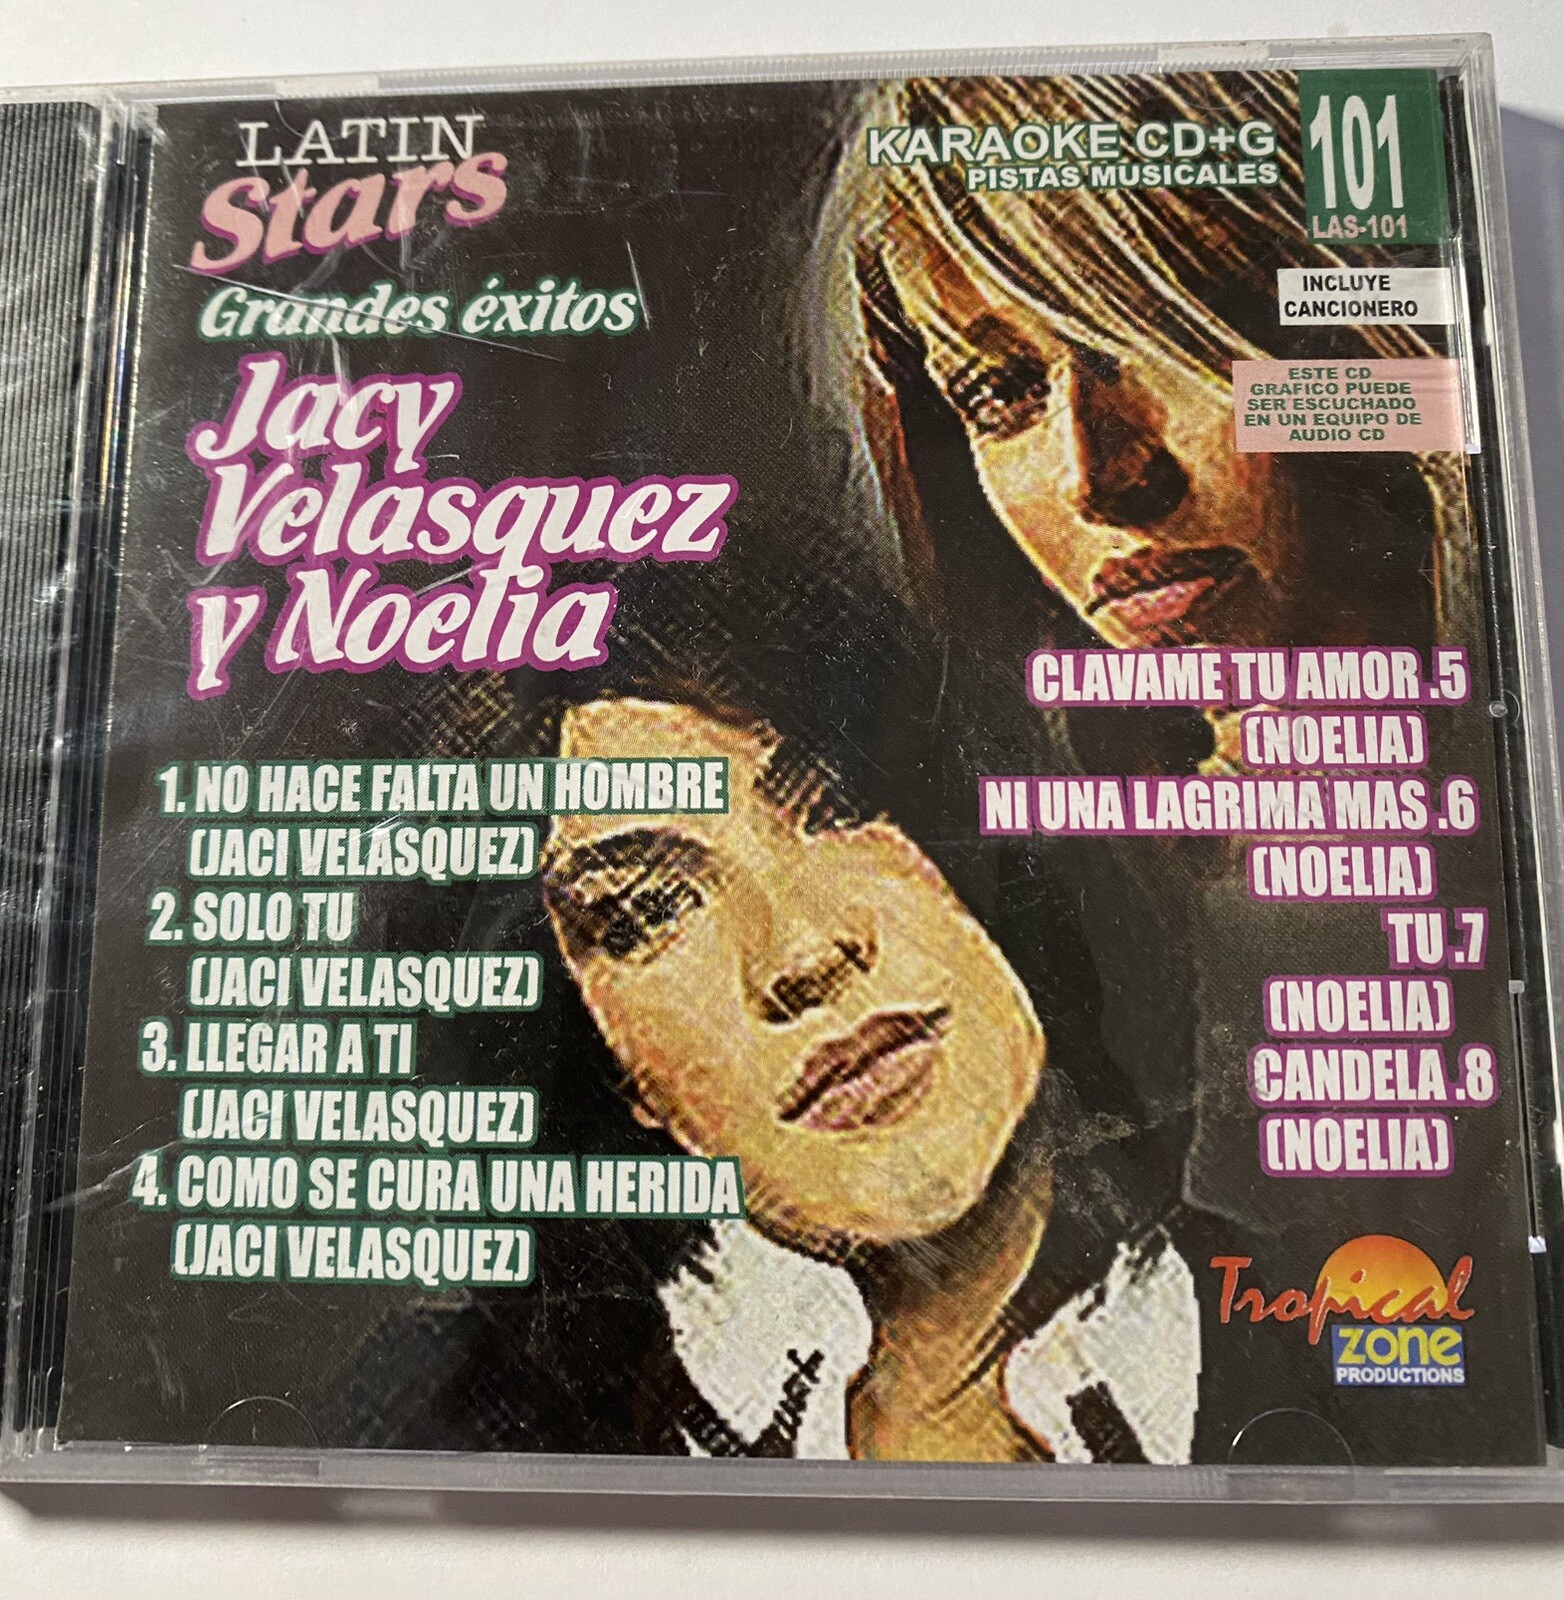 LATIN
Stars
Grandes éxitos
Jacy
Velasquez
y Noelia
KARAOKE CD+G
PISTAS MUSICALES
101
LAS-101
INCLUYE
CANCIONERO
ESTE CD
GRAFICO PUEDE
SER ESCUCHADO
EN UN EQUIPO DE
AUDIO CD
1. NO HACE FALTA UN HOMBRE
(JACI VELASQUEZ)
2. SOLO TU
(JACI VELASQUEZ)
3. LLEGAR A TI
(JACI VELASQUEZ)
4. COMO SE CURA UNA HERIDA
(JACI VELASQUEZ)
CLAVAME TU AMOR .5
(NOELIA)
NI UNA LAGRIMA MAS .6
(NOELIA)
TU .7
(NOELIA)
CANDELA .8
(NOELIA)
Tropical
ZONE
PRODUCTIONS